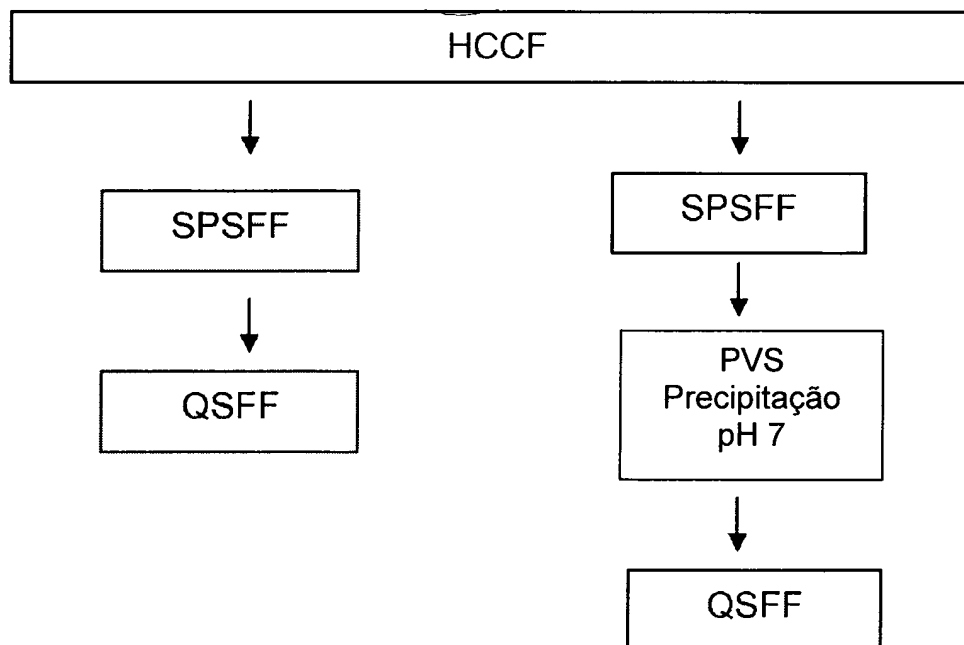 HCCF
SPSFF
QSFF
SPSFF
PVS
Precipitação
pH 7
QSFF